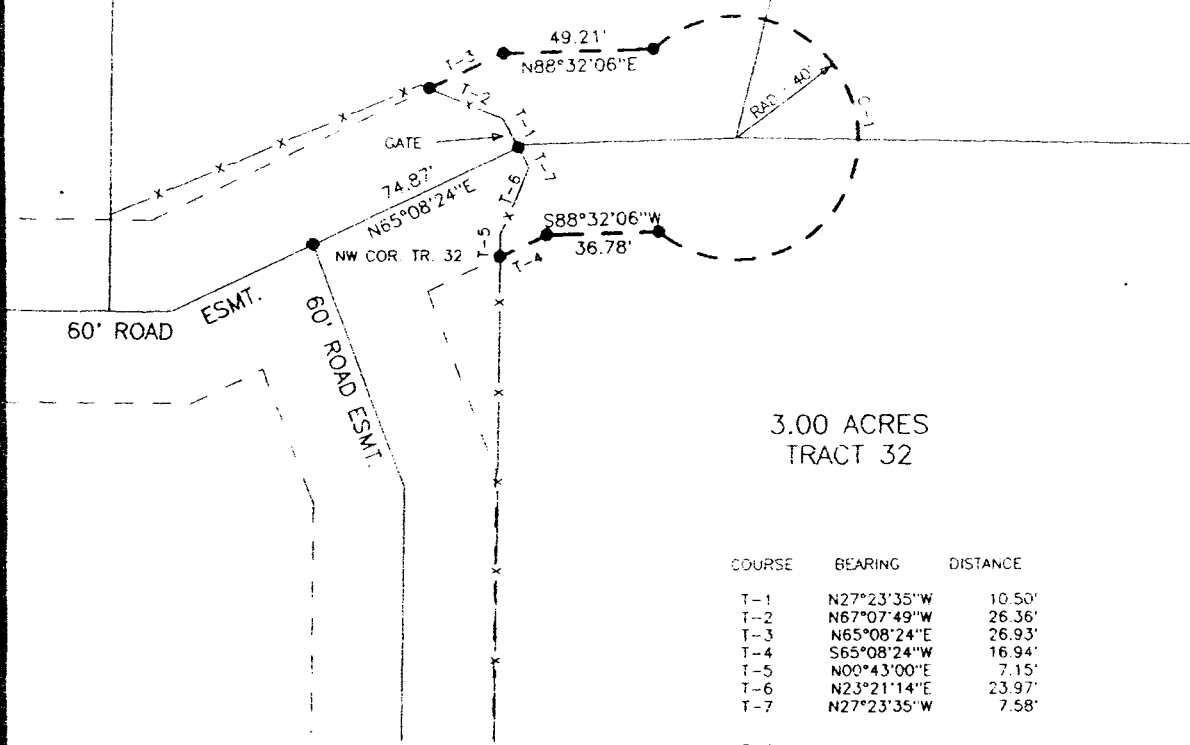 49.21'
N88°32'06"E
T-3
T-2
T-1
RAD 40'
C-1
GATE
T-7
74.87'
N65°08'24"E
T-6
S88°32'06"W
36.78'
T-5
T-4
NW COR. TR. 32
ESMT.
60' ROAD
60' ROAD ESMT.
3.00 ACRES
TRACT 32
COURSE BEARING DISTANCE
T-1 N27°23'35"W 10.50'
T-2 N67°07'49"W 26.36'
T-3 N65°08'24"E 26.93'
T-4 S65°08'24"W 16.94'
T-5 N00°43'00"E 7.15'
T-6 N23°21'14"E 23.97'
T-7 N27°23'35"W 7.58'